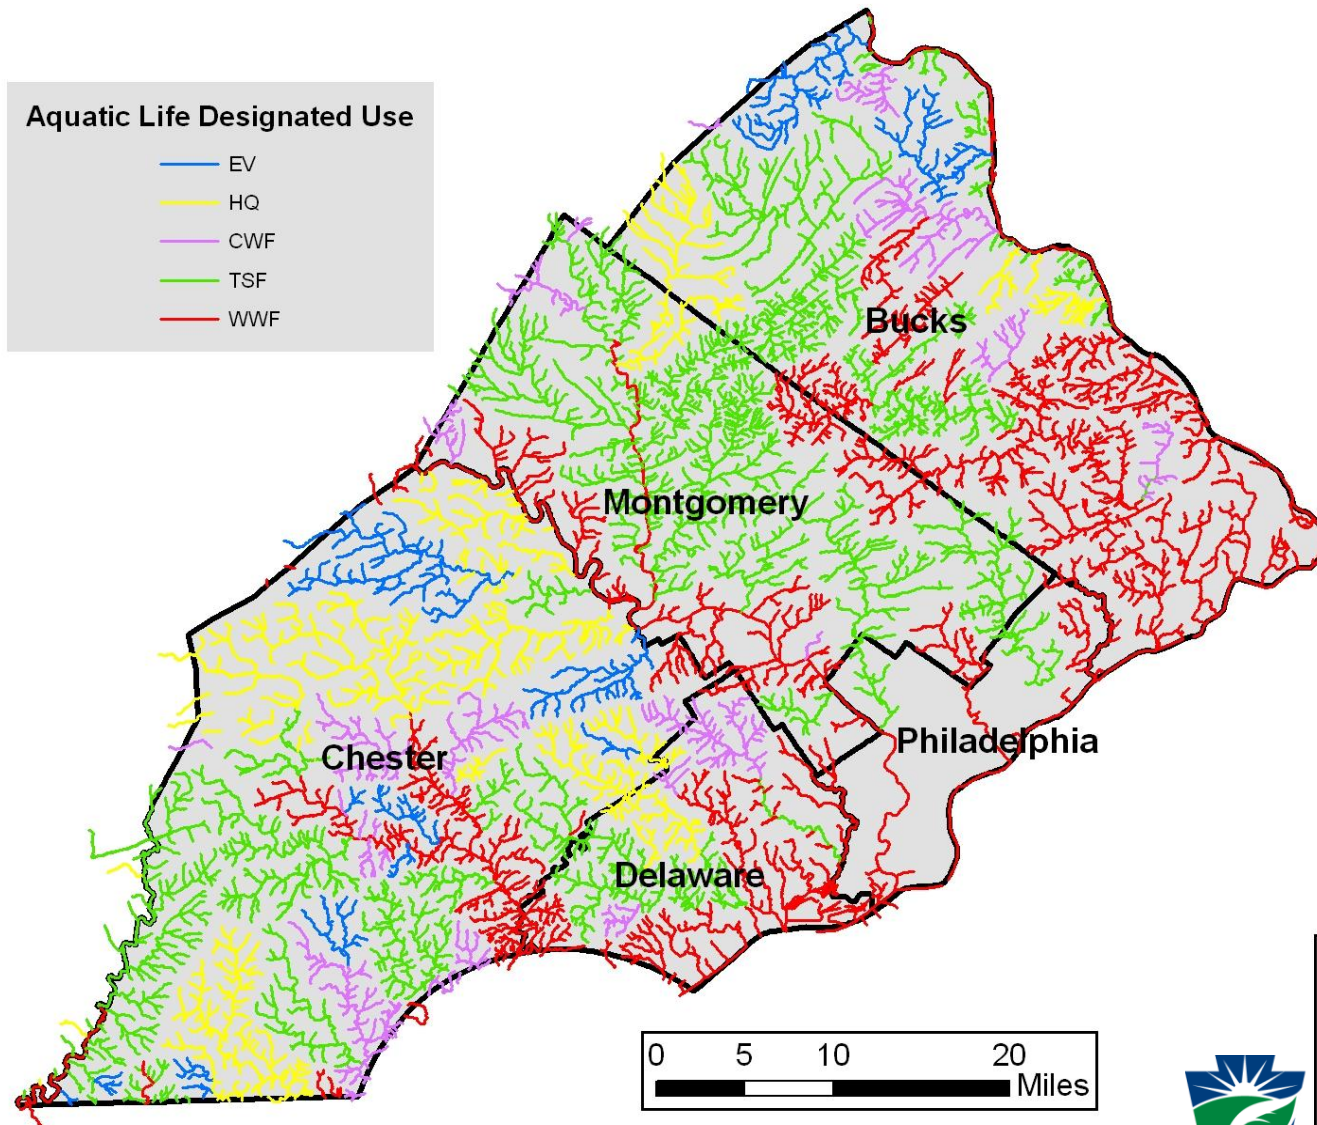 Aquatic Life Designated Use
EV
HQ
CWF
TSF
WWF
Bucks
Montgomery
Philadelphia
Chester
Delaware
0 5 10 20
Miles